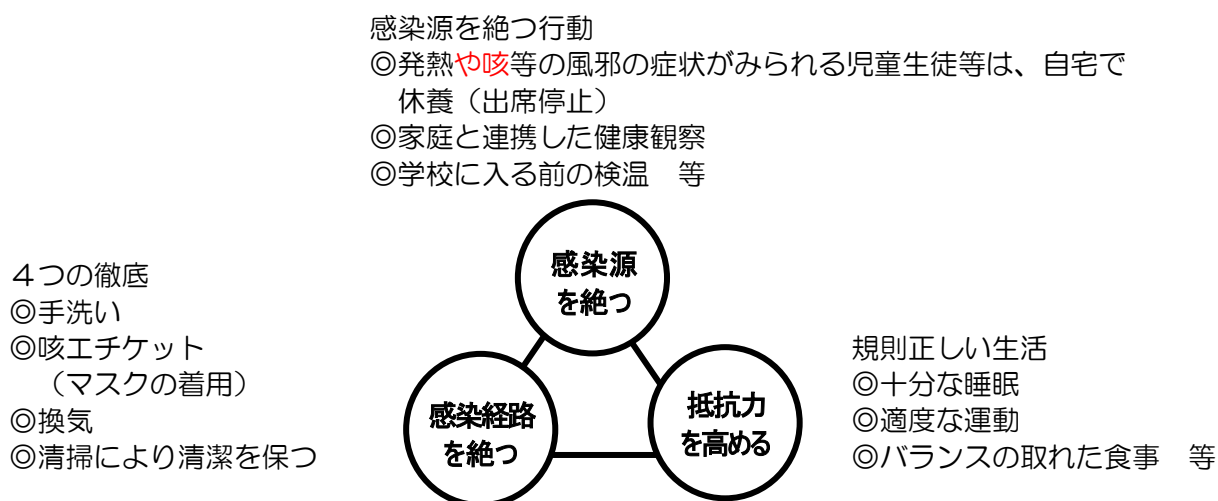 感染源を絶つ行動
◎発熱や咳等の風邪の症状がみられる児童生徒等は、自宅で
休養（出席停止）
◎家庭と連携した健康観察
◎学校に入る前の検温　等
感染源
を絶つ
４つの徹底
◎手洗い
◎咳エチケット
（マスクの着用）
◎換気
◎清掃により清潔を保つ
感染経路
を絶つ
抵抗力
を高める
規則正しい生活
◎十分な睡眠
◎適度な運動
◎バランスの取れた食事　等